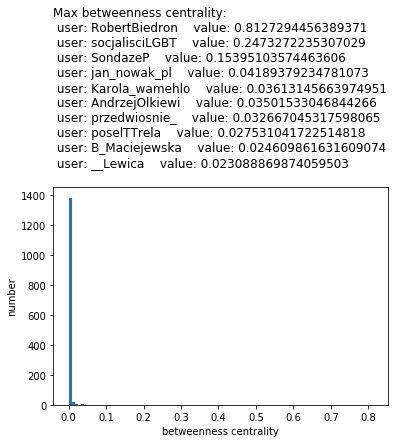 Max betweenness centrality:
user: RobertBiedron value: 0.8127294456389371
user: socjalisciLGBT value: 0.2473272235307029
user: SondazeP value: 0.15395103574463606
user: jan_nowak_pl value: 0.04189379234781073
user: Karola_wamehlo value: 0.03613145663974951
user: AndrzejOlkiewi value: 0.03501533046844266
user: przedwiosnie_ value: 0.032667045317598065
user: poselTTrela value: 0.027531041722514818
user: B_Maciejewska value: 0.024609861631609074
user: __Lewica value: 0.023088869874059503
1400
1200
1000
800
600
400
200
0
number
0.0 0.1 0.2 0.3 0.4 0.5 0.6 0.7 0.8
betweenness centrality